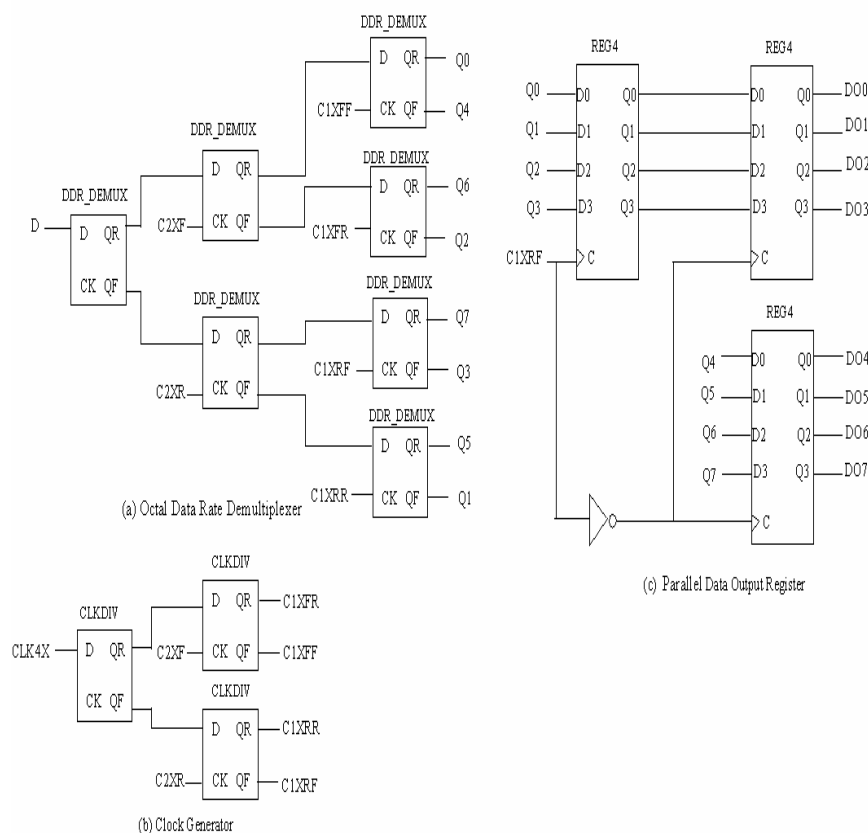 DDR_DEMUX
D QR Q0
C1XFF CK QF Q4
DDR_DEMUX
D QR
C2XF CK QF
DDR_DEMUX
D QR Q6
C1XFR CK QF Q2
DDR_DEMUX
D D QR
CK QF
DDR_DEMUX
D QR
C2XR CK QF
DDR_DEMUX
D QR Q7
C1XRF CK QF Q3
DDR_DEMUX
D QR Q5
C1XRR CK QF Q1
(a) Octal Data Rate Demultiplexer
CLKDIV
CLK4X D QR
CK QF
CLKDIV
D QR C1XFR
C2XF CK QF C1XFF
CLKDIV
D QR C1XRR
C2XR CK QF C1XRF
(b) Clock Generator
REG4
Q0 D0 Q0
Q1 D1 Q1
Q2 D2 Q2
Q3 D3 Q3
C1XRF C
REG4
D0 Q0 DO0
D1 Q1 DO1
D2 Q2 DO2
D3 Q3 DO3
C
REG4
Q4 D0 Q0 DO4
Q5 D1 Q1 DO5
Q6 D2 Q2 DO6
Q7 D3 Q3 DO7
C
(c) Parallel Data Output Register